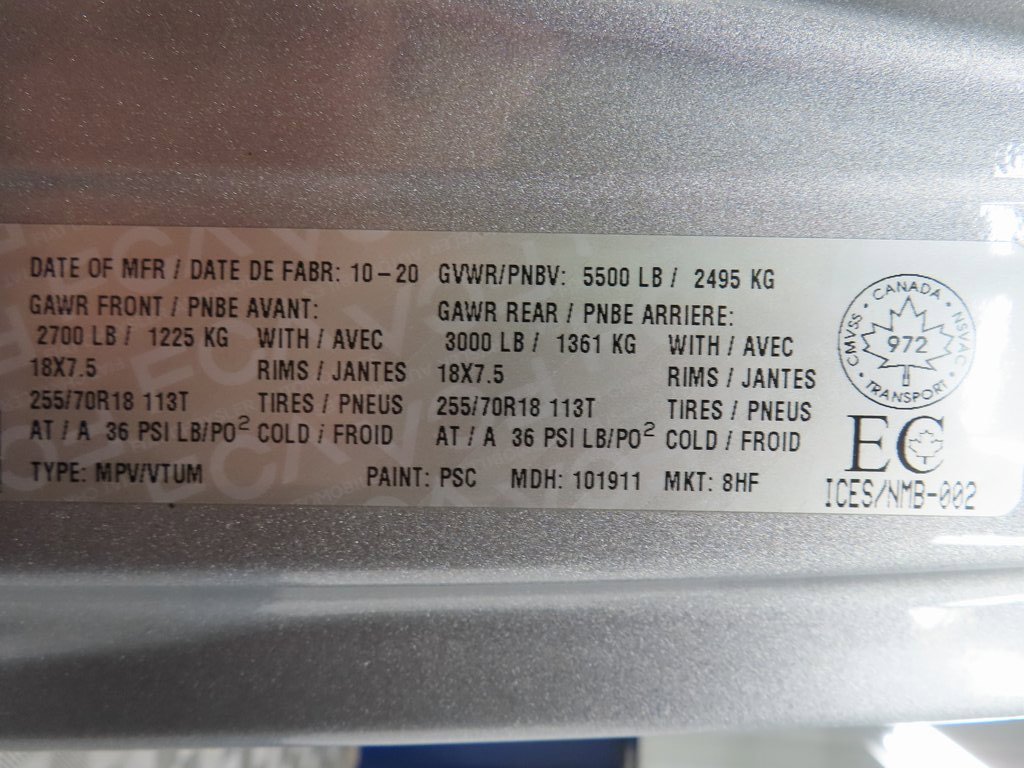 DATE OF MFR / DATE DE FABR: 10-20 GVWR/PNBV: 5500 LB / 2495 KG
GAWR FRONT / PNBE AVANT: GAWR REAR / PNBE ARRIERE:
2700 LB / 1225 KG WITH / AVEC 3000 LB / 1361 KG WITH / AVEC
18X7.5 RIMS / JANTES 18X7.5 RIMS / JANTES
255/70R18 113T TIRES / PNEUS 255/70R18 113T TIRES / PNEUS
AT / A 36 PSI LB/PO² COLD / FROID AT / A 36 PSI LB/PO² COLD / FROID
TYPE: MPV/VTUM PAINT: PSC MDH: 101911 MKT: 8HF
CMVSS · CANADA · NSVAC · TRANSPORT ·
972
EC
ICES/NMB-002